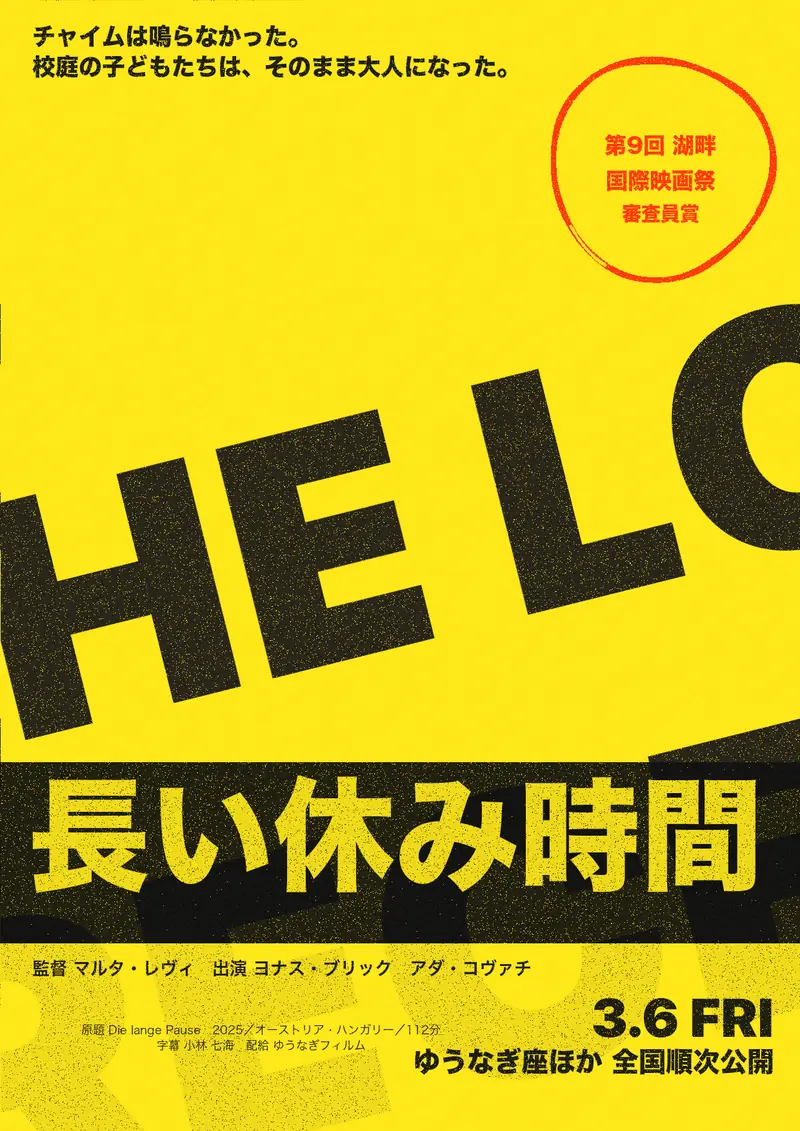 チャイムは鳴らなかった。
校庭の子どもたちは、そのまま大人になった。
第9回 湖畔
国際映画祭
審査員賞
HE LO
長い休み時間
REC
監督 マルタ・レヴィ　出演 ヨナス・ブリック　アダ・コヴァチ
3.6 FRI
ゆうなぎ座ほか 全国順次公開
原題 Die lange Pause　2025／オーストリア・ハンガリー／112分
字幕 小林 七海　配給 ゆうなぎフィルム